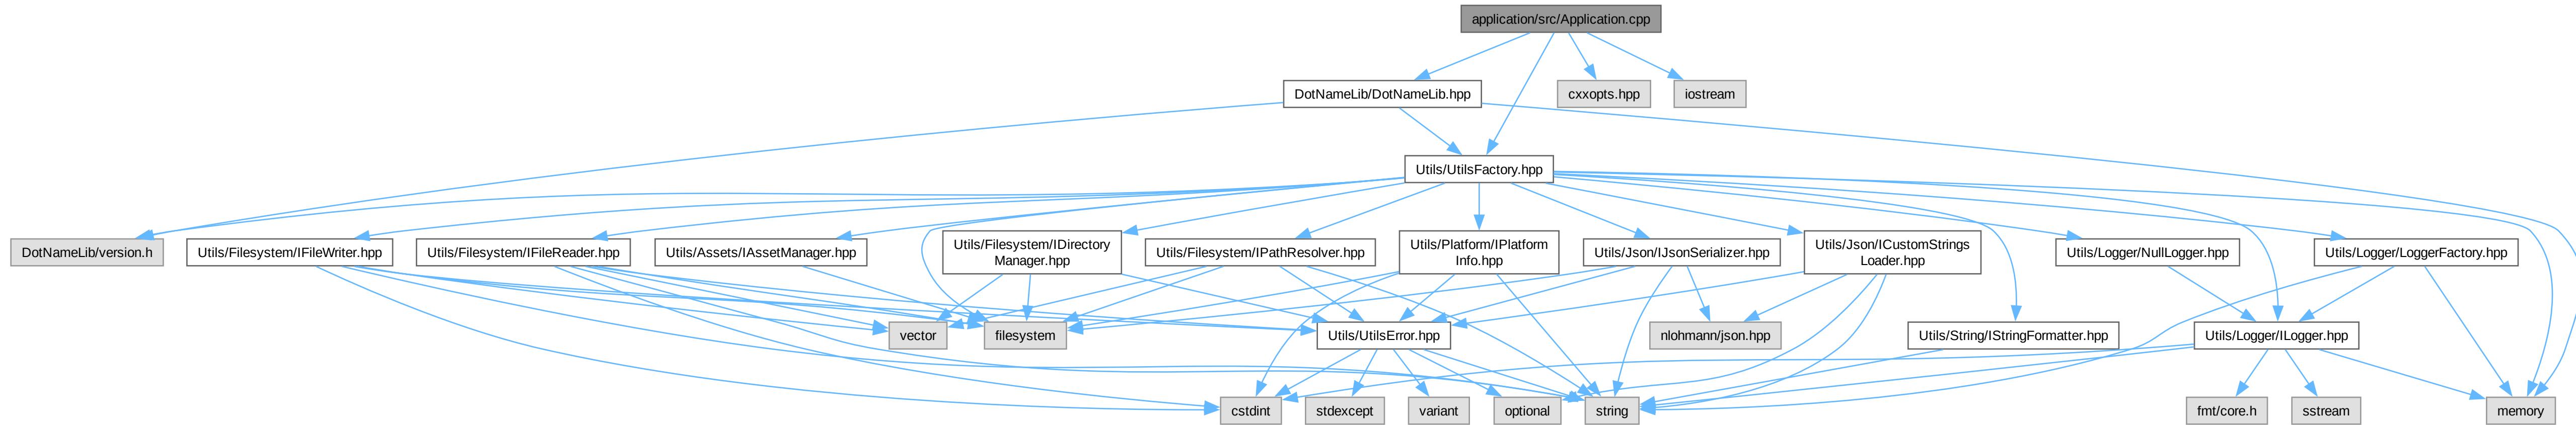 application/src/Application.cpp
DotNameLib/DotNameLib.hpp
cxxopts.hpp
iostream
Utils/UtilsFactory.hpp
DotNameLib/version.h
Utils/Filesystem/IFileWriter.hpp
Utils/Filesystem/IFileReader.hpp
Utils/Assets/IAssetManager.hpp
Utils/Filesystem/IDirectory
Manager.hpp
Utils/Filesystem/IPathResolver.hpp
Utils/Platform/IPlatform
Info.hpp
Utils/Json/IJsonSerializer.hpp
Utils/Json/ICustomStrings
Loader.hpp
Utils/Logger/NullLogger.hpp
Utils/Logger/LoggerFactory.hpp
vector
filesystem
Utils/UtilsError.hpp
nlohmann/json.hpp
Utils/String/IStringFormatter.hpp
Utils/Logger/ILogger.hpp
cstdint
stdexcept
variant
optional
string
fmt/core.h
sstream
memory